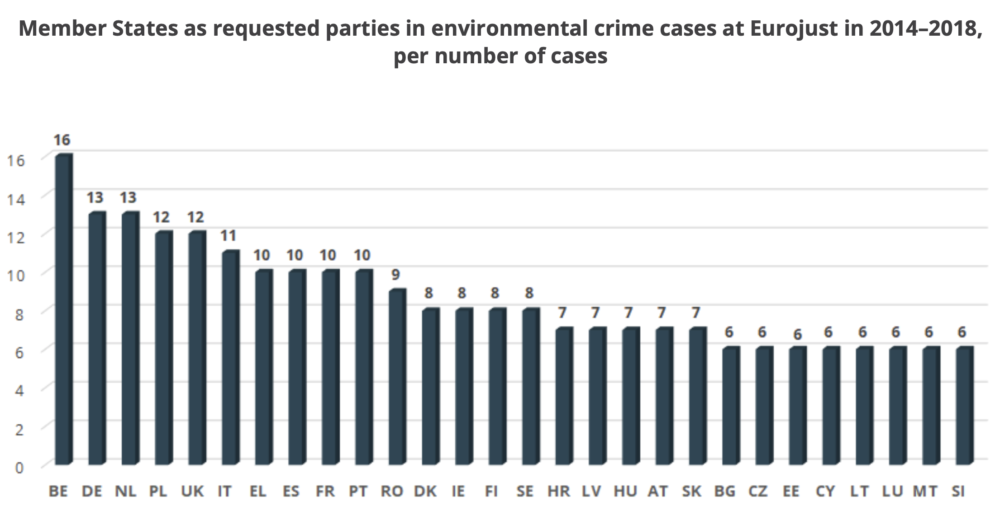 Member States as requested parties in environmental crime cases at Eurojust in 2014–2018,
per number of cases
16
13 13
12 12
11
10 10 10 10
9
8 8 8 8
7 7 7 7 7
6 6 6 6 6 6 6 6
16
14
12
10
8
6
4
2
0
BE DE NL PL UK IT EL ES FR PT RO DK IE FI SE HR LV HU AT SK BG CZ EE CY LT LU MT SI